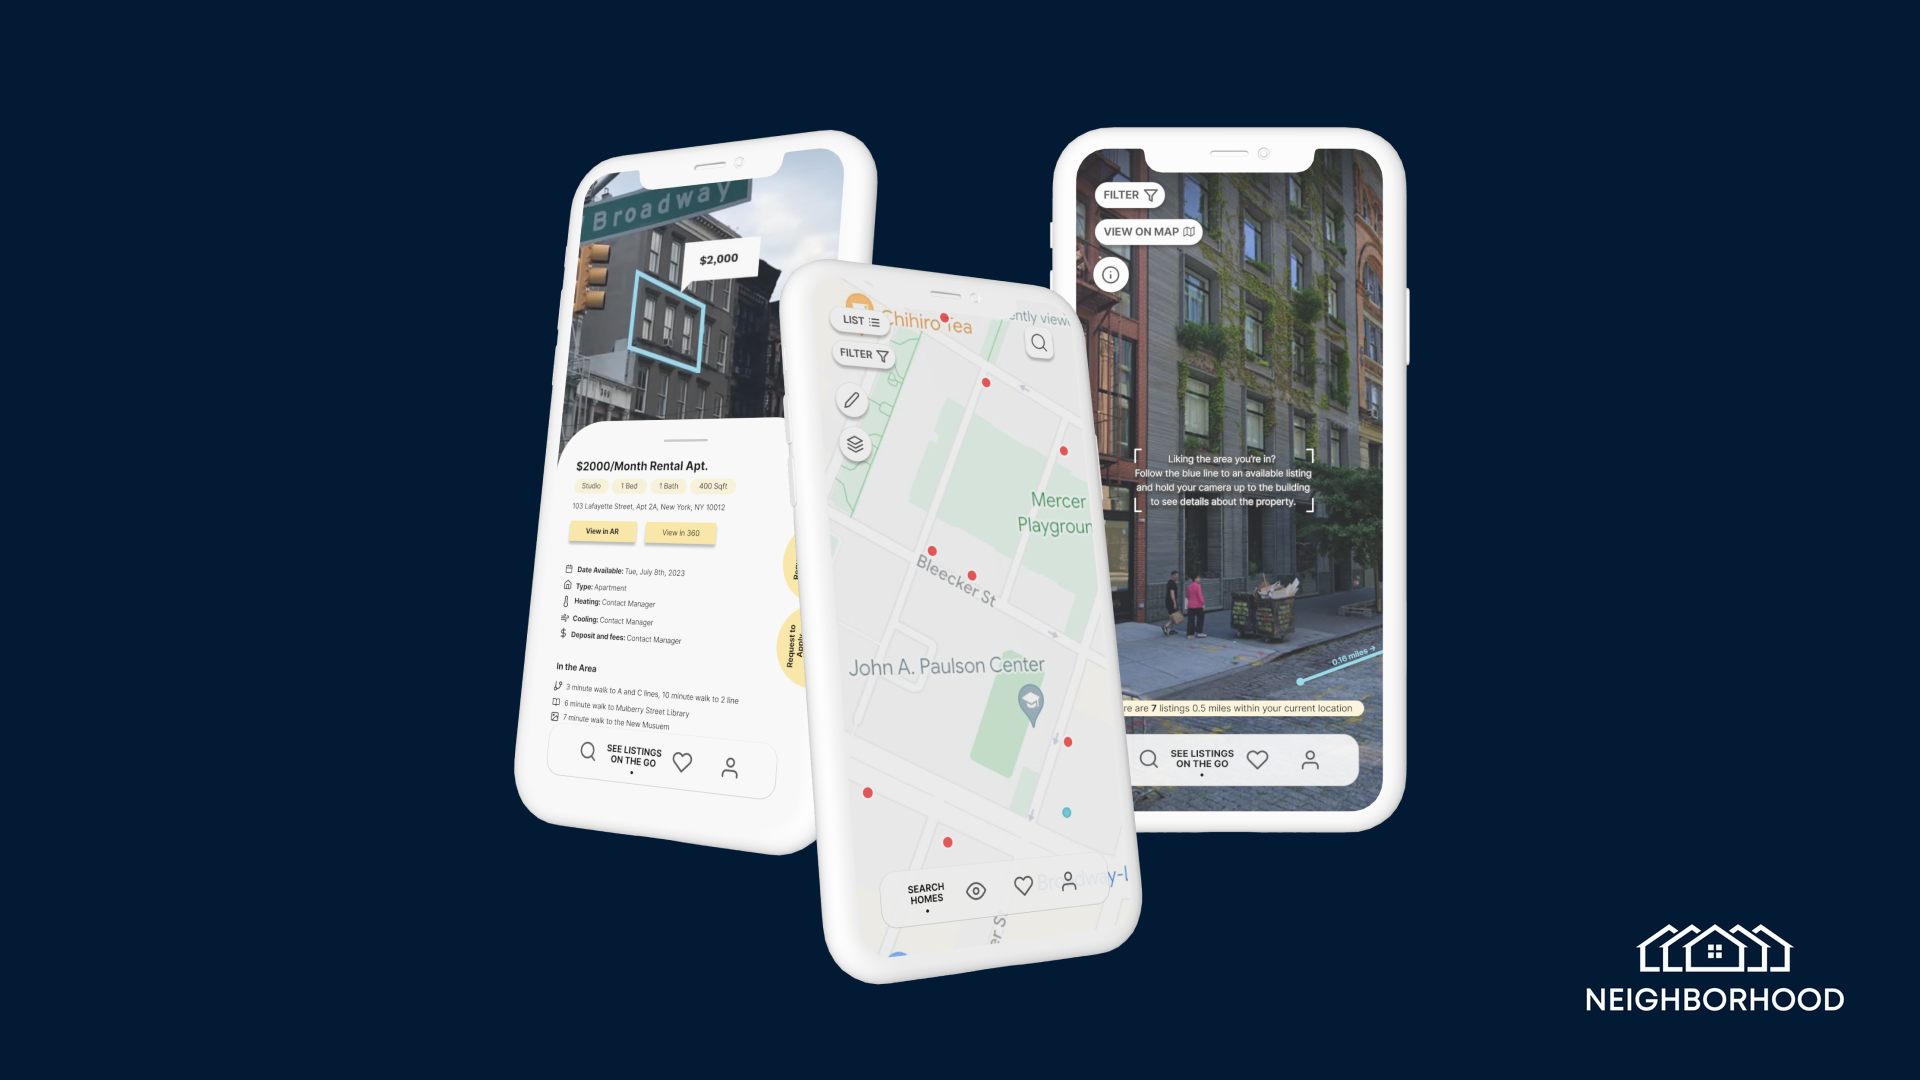 Broadway
$2,000
$2000/Month Rental Apt.
Studio
1 Bed
1 Bath
400 Sqft
103 Lafayette Street, Apt 2A, New York, NY 10012
View in AR
View in 360
Date Available: Tue, July 8th, 2023
Type: Apartment
Heating: Contact Manager
Cooling: Contact Manager
Deposit and fees: Contact Manager
Request to
Apply
In the Area
3 minute walk to A and C lines, 10 minute walk to 2 line
6 minute walk to Mulberry Street Library
7 minute walk to the New Musuem
SEE LISTINGS
ON THE GO
Chihiro Tea
ently view
LIST
FILTER
Mercer
Playgroun
Bleecker St
John A. Paulson Center
Broadway-L
SEARCH
HOMES
er S
FILTER
VIEW ON MAP
Liking the area you're in?
Follow the blue line to an available listing
and hold your camera up to the building
to see details about the property.
0.16 miles →
re are 7 listings 0.5 miles within your current location
SEE LISTINGS
ON THE GO
NEIGHBORHOOD